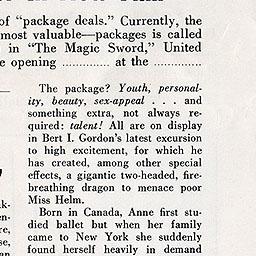 of "package deals." Currently, the
most valuable—packages is called
in "The Magic Sword," United
opening .............. at the ..............
The package? Youth, personal-
ity, beauty, sex-appeal . . . and
something extra, not always re-
quired: talent! All are on display
in Bert I. Gordon's latest excursion
to high excitement, for which he
has created, among other special
effects, a gigantic two-headed, fire-
breathing dragon to menace poor
Miss Helm.
Born in Canada, Anne first stu-
died ballet but when her family
came to New York she suddenly
found herself heavily in demand